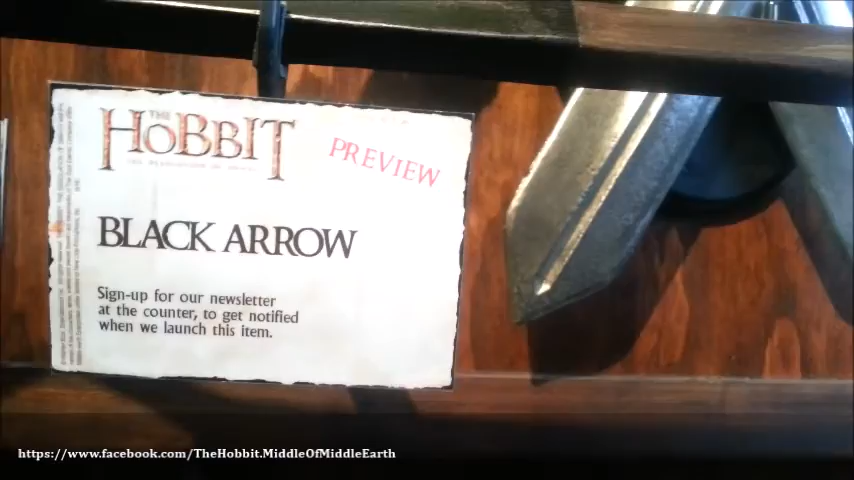 THE
HOBBIT
PREVIEW
BLACK ARROW
Sign-up for our newsletter
at the counter, to get notified
when we launch this item.
https://www.facebook.com/TheHobbit.MiddleOfMiddleEarth